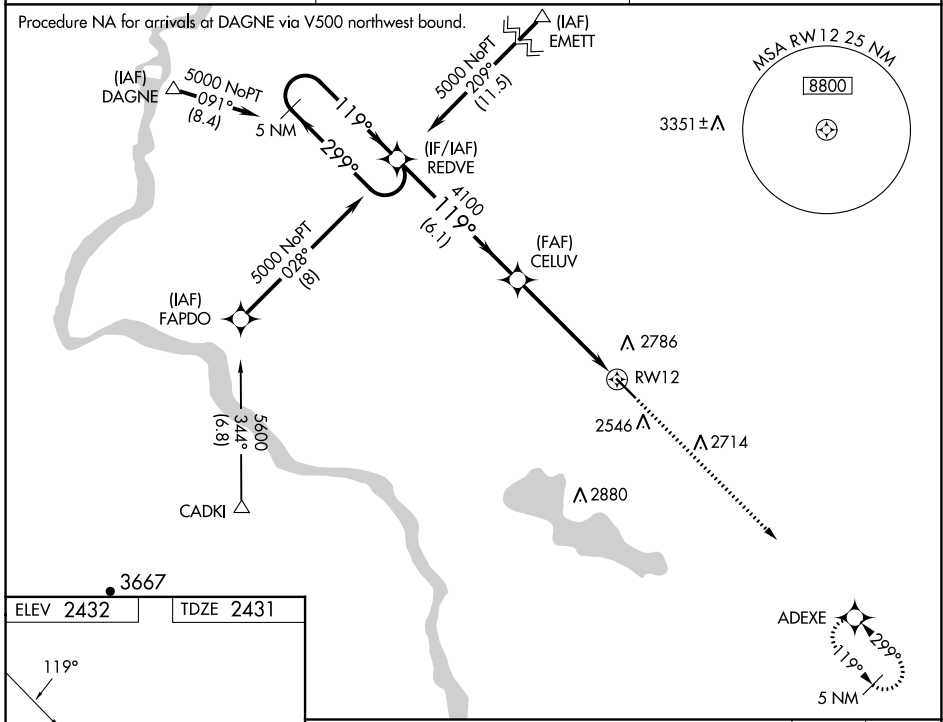 Procedure NA for arrivals at DAGNE via V500 northwest bound.
(IAF)
EMETT
MSA RW12 25 NM
8800
(IAF)
DAGNE
5000 NoPT
091°
(8.4)
5000 NoPT
209°
(11.5)
5 NM
119°
299°
3351±
(IF/IAF)
REDVE
4100
119°
(6.1)
5000 NoPT
028°
(8)
(FAF)
CELUV
(IAF)
FAPDO
2786
RW12
5600
344°
(6.8)
2546
2714
CADKI
2880
3667
ELEV 2432
TDZE 2431
119°
ADEXE
299°
119°
5 NM